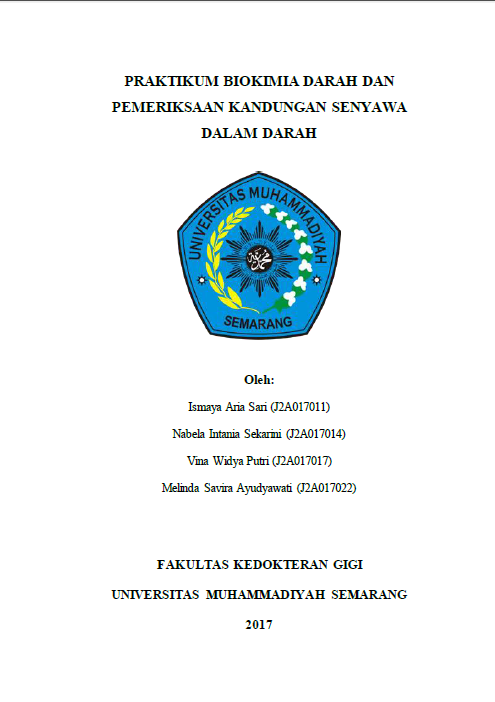 PRAKTIKUM BIOKIMIA DARAH DAN
PEMERIKSAAN KANDUNGAN SENYAWA
DALAM DARAH
UNIVERSITAS MUHAMMADIYAH
محمدية
SEMARANG
Oleh:
Ismaya Aria Sari (J2A017011)
Nabela Intania Sekarini (J2A017014)
Vina Widya Putri (J2A017017)
Melinda Savira Ayudyawati (J2A017022)
FAKULTAS KEDOKTERAN GIGI
UNIVERSITAS MUHAMMADIYAH SEMARANG
2017